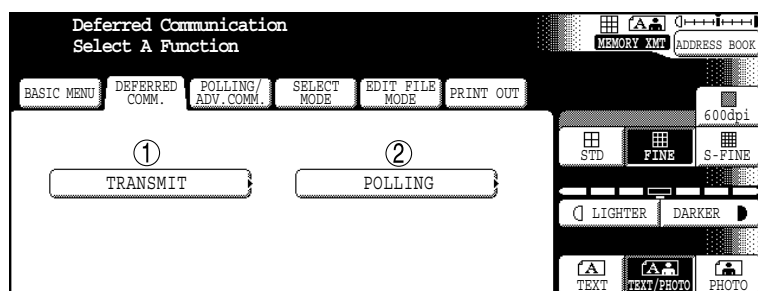 Deferred Communication
Select A Function
MEMORY XMT
ADDRESS BOOK
BASIC MENU
DEFERRED
COMM.
POLLING/
ADV.COMM.
SELECT
MODE
EDIT FILE
MODE
PRINT OUT
600dpi
① ②
TRANSMIT POLLING
STD FINE S-FINE
LIGHTER DARKER
A A
TEXT TEXT/PHOTO PHOTO